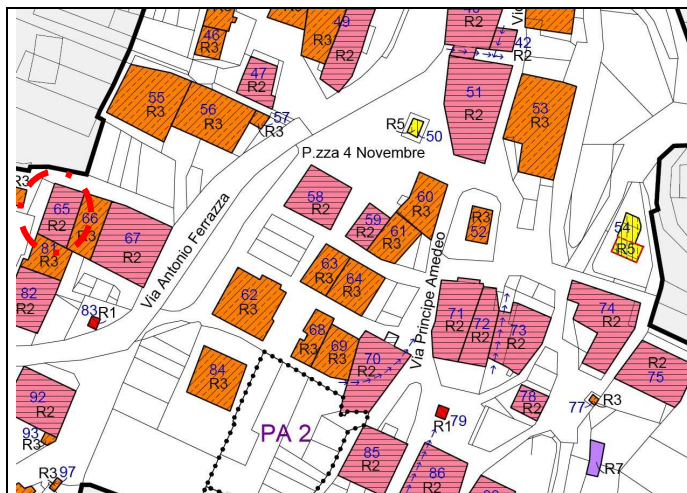 49
R2
48
R2
Vic
42
R2
46
R3
R3
47
R2
55
R3
56
R3
57
R3
51
R2
53
R3
R5
50
P.zza 4 Novembre
R3
65
R2
66
R3
67
R2
81
R3
82
R2
83
R1
Via Antonio Ferrazza
58
R2
59
R2
60
R3
61
R3
R3
52
54
R5
63
R3
64
R3
62
R3
Via Principe Amedeo
71
R2
72
R2
73
R2
74
R2
68
R3
69
R3
70
R2
84
R3
R2
75
78
R2
77
R3
92
R2
93
R3
PA 2
R1
79
85
R2
86
R2
R7
R3
97